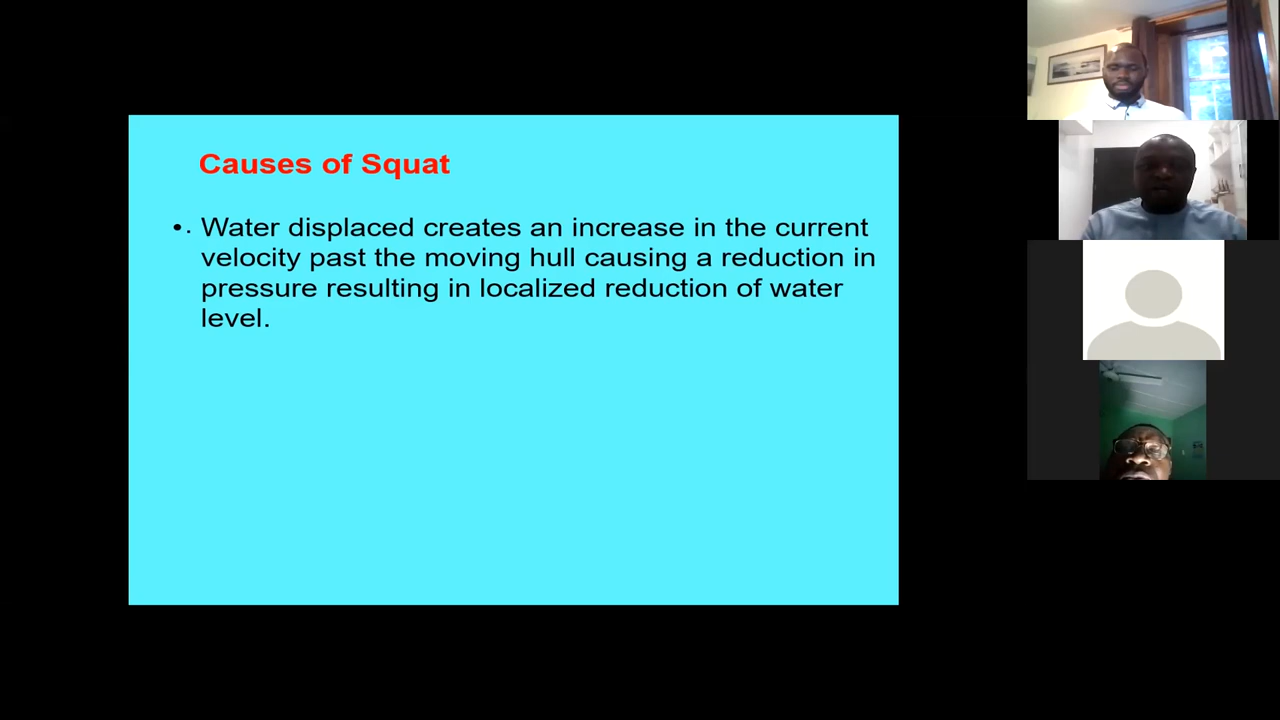 Causes of Squat
•. Water displaced creates an increase in the current
velocity past the moving hull causing a reduction in
pressure resulting in localized reduction of water
level.